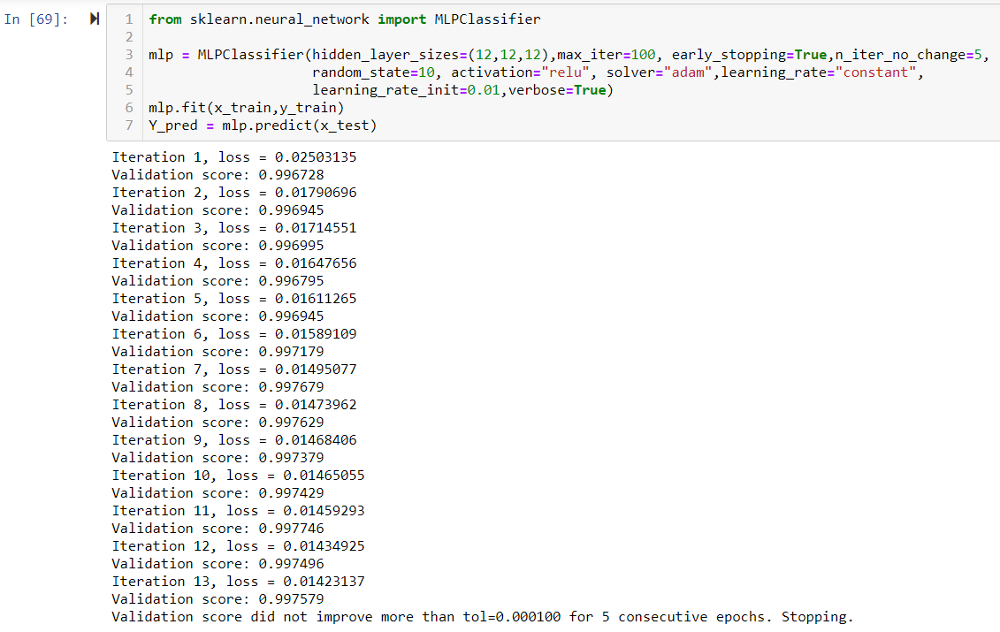 In [69]:
1 from sklearn.neural_network import MLPClassifier
2
3 mlp = MLPClassifier(hidden_layer_sizes=(12,12,12),max_iter=100, early_stopping=True,n_iter_no_change=5,
4                     random_state=10, activation="relu", solver="adam",learning_rate="constant",
5                     learning_rate_init=0.01,verbose=True)
6 mlp.fit(x_train,y_train)
7 Y_pred = mlp.predict(x_test)
Iteration 1, loss = 0.02503135
Validation score: 0.996728
Iteration 2, loss = 0.01790696
Validation score: 0.996945
Iteration 3, loss = 0.01714551
Validation score: 0.996995
Iteration 4, loss = 0.01647656
Validation score: 0.996795
Iteration 5, loss = 0.01611265
Validation score: 0.996945
Iteration 6, loss = 0.01589109
Validation score: 0.997179
Iteration 7, loss = 0.01495077
Validation score: 0.997679
Iteration 8, loss = 0.01473962
Validation score: 0.997629
Iteration 9, loss = 0.01468406
Validation score: 0.997379
Iteration 10, loss = 0.01465055
Validation score: 0.997429
Iteration 11, loss = 0.01459293
Validation score: 0.997746
Iteration 12, loss = 0.01434925
Validation score: 0.997496
Iteration 13, loss = 0.01423137
Validation score: 0.997579
Validation score did not improve more than tol=0.000100 for 5 consecutive epochs. Stopping.